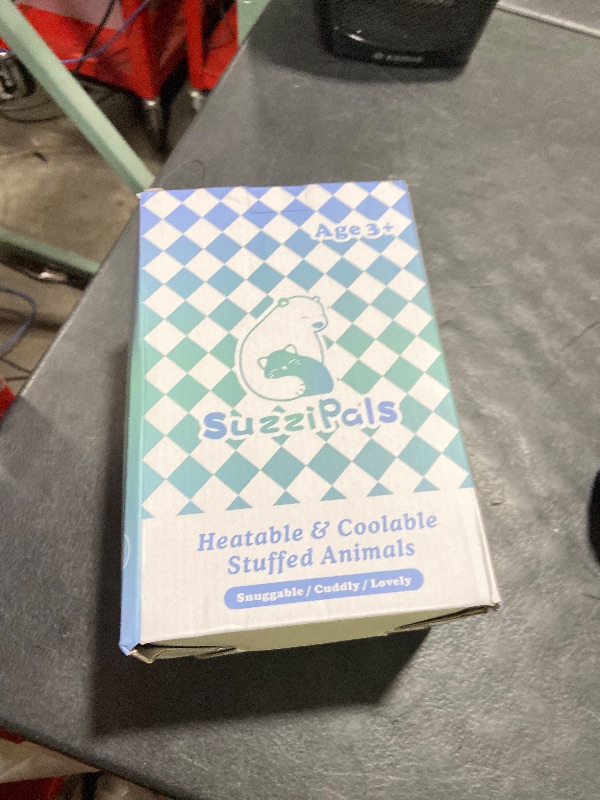 Age 3+
SuzziPals
Heatable & Coolable
Stuffed Animals
Snuggable / Cuddly / Lovely